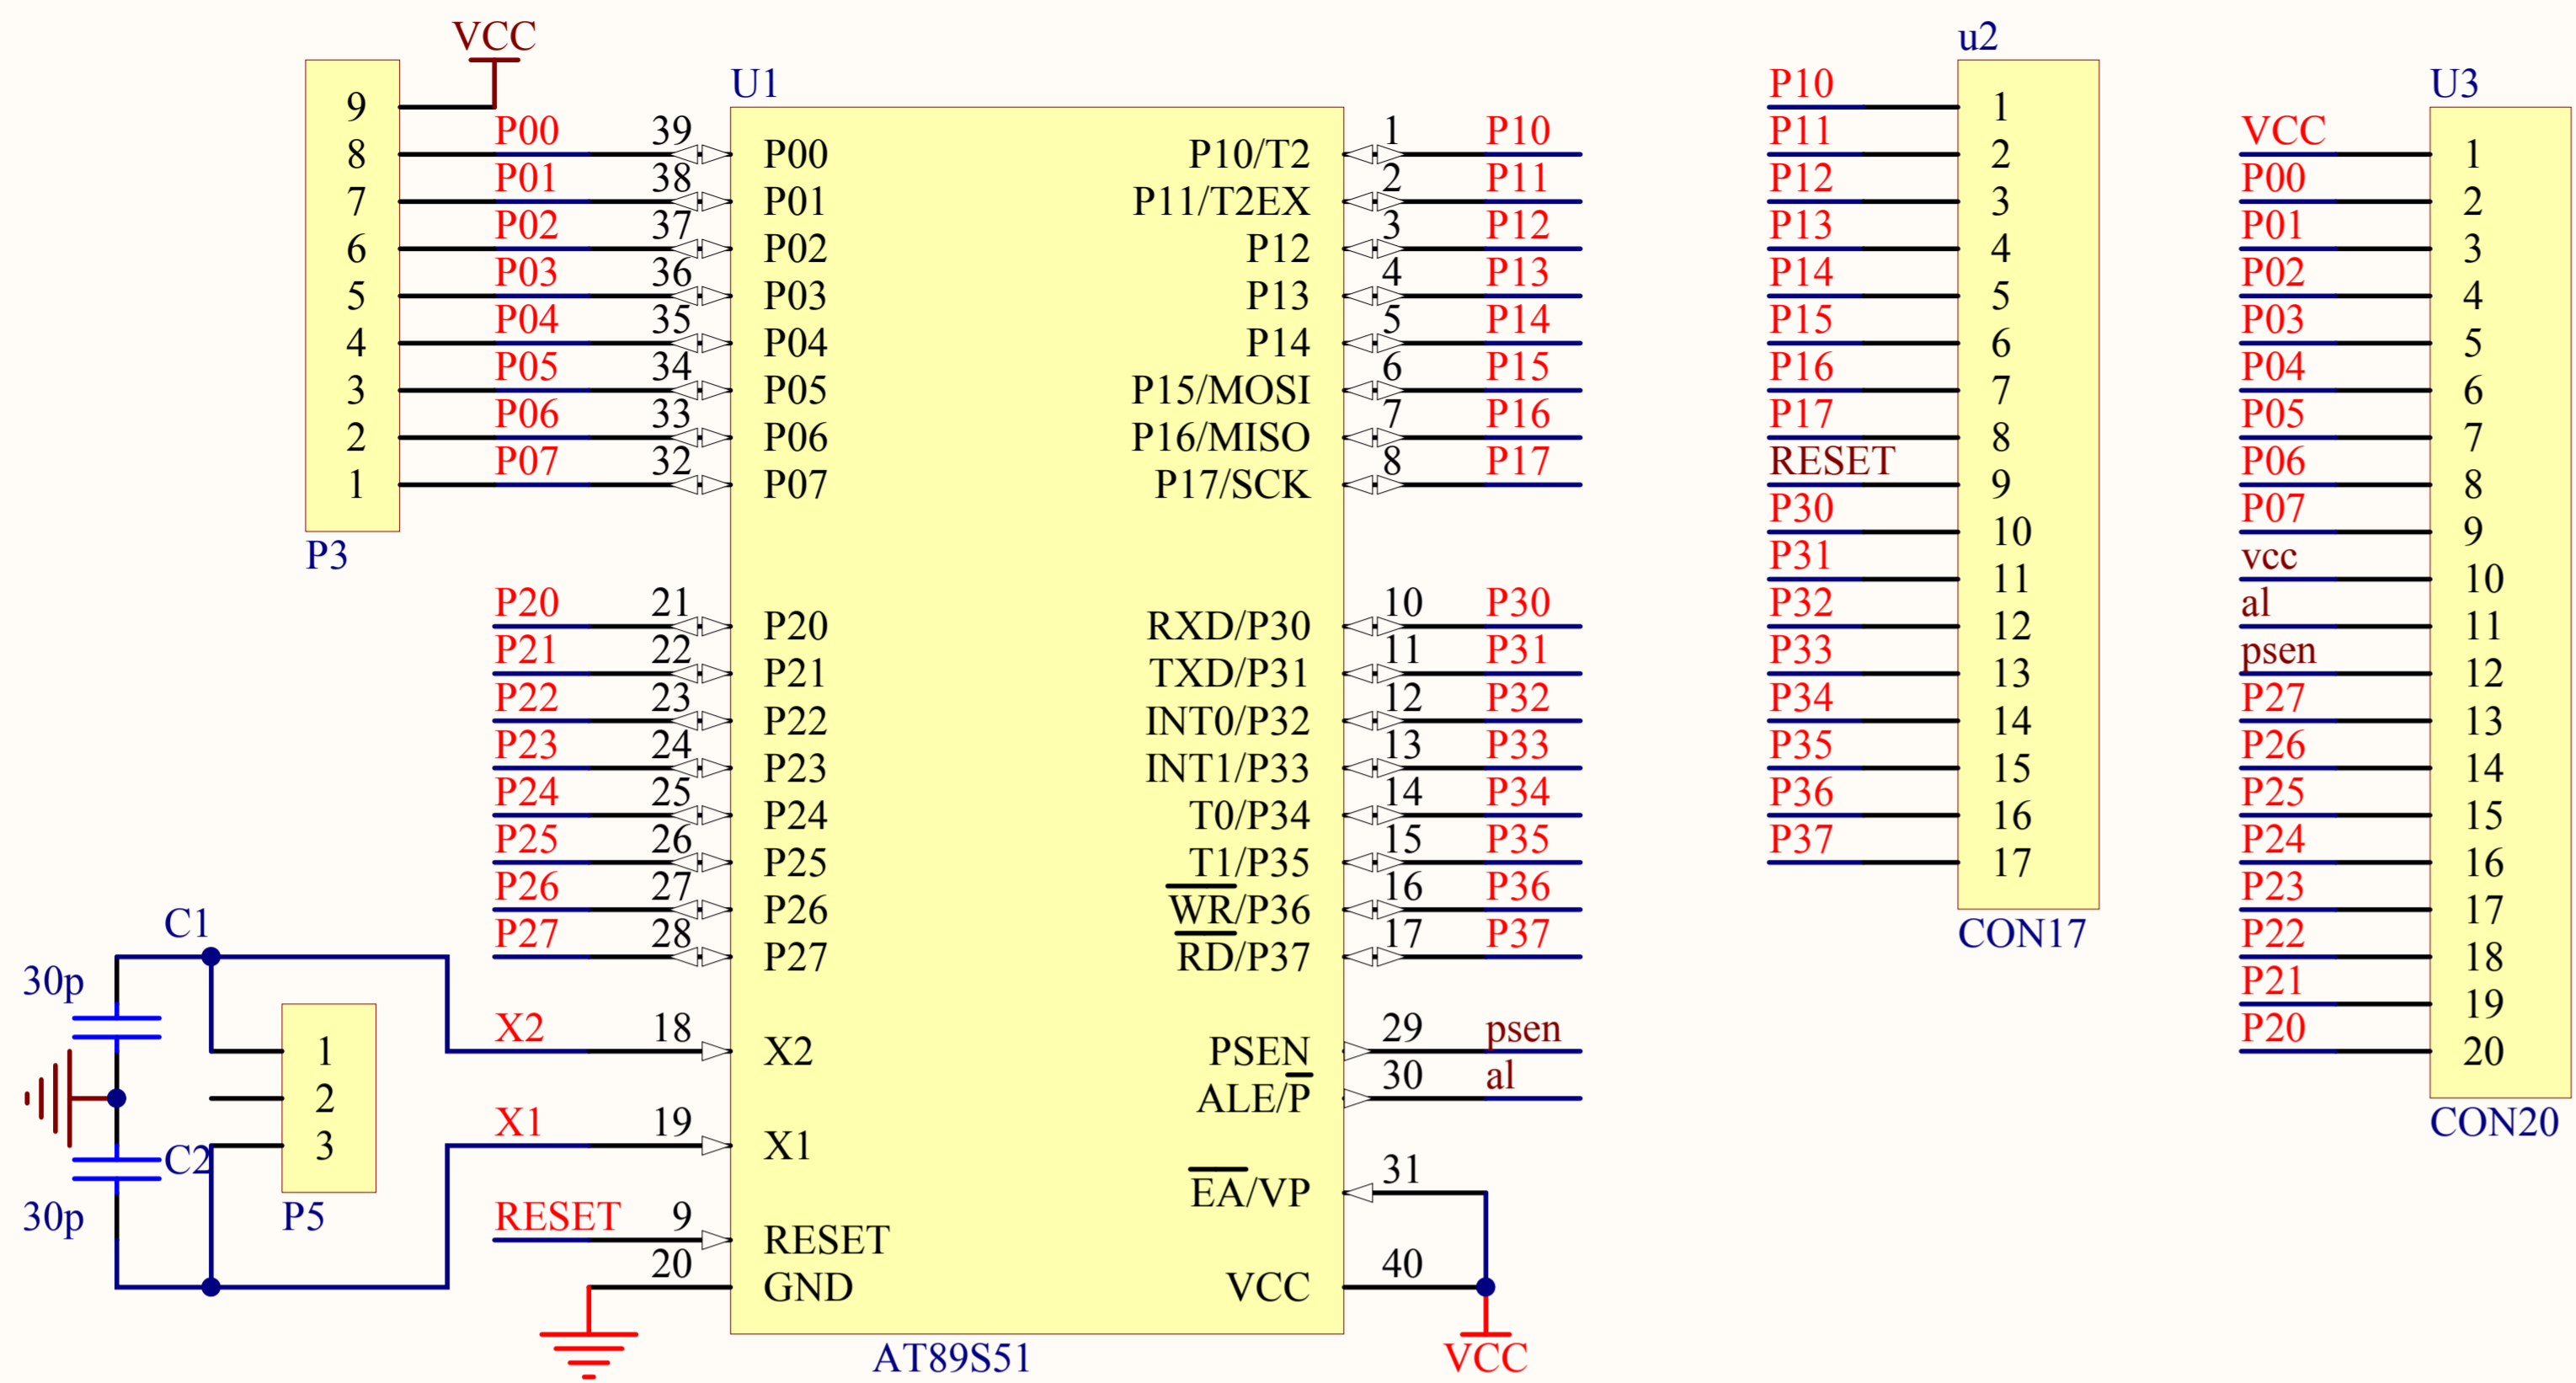 VCC
9
8
7
6
5
4
3
2
1
P3
P00 39
P01 38
P02 37
P03 36
P04 35
P05 34
P06 33
P07 32
P20 21
P21 22
P22 23
P23 24
P24 25
P25 26
P26 27
P27 28
X2 18
X1 19
RESET 9
20
C1
30p
C2
30p
1
2
3
P5
U1
P00 P10/T2
P01 P11/T2EX
P02 P12
P03 P13
P04 P14
P05 P15/MOSI
P06 P16/MISO
P07 P17/SCK
P20 RXD/P30
P21 TXD/P31
P22 INT0/P32
P23 INT1/P33
P24 T0/P34
P25 T1/P35
P26 WR/P36
P27 RD/P37
X2 PSEN
ALE/P
X1
EA/VP
RESET
GND VCC
AT89S51
1 P10
2 P11
3 P12
4 P13
5 P14
6 P15
7 P16
8 P17
10 P30
11 P31
12 P32
13 P33
14 P34
15 P35
16 P36
17 P37
29 psen
30 al
31
40
VCC
u2
P10 1
P11 2
P12 3
P13 4
P14 5
P15 6
P16 7
P17 8
RESET 9
P30 10
P31 11
P32 12
P33 13
P34 14
P35 15
P36 16
P37 17
CON17
U3
VCC 1
P00 2
P01 3
P02 4
P03 5
P04 6
P05 7
P06 8
P07 9
vcc 10
al 11
psen 12
P27 13
P26 14
P25 15
P24 16
P23 17
P22 18
P21 19
P20 20
CON20